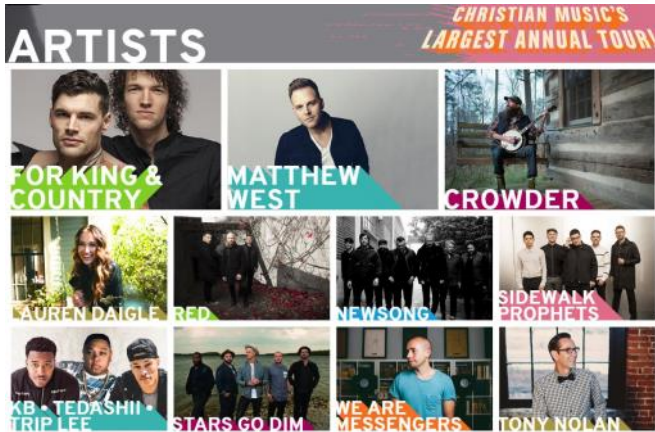 CHRISTIAN MUSIC'S
LARGEST ANNUAL TOUR!
ARTISTS
FOR KING &
COUNTRY
MATTHEW
WEST
CROWDER
LAUREN DAIGLE
RED
NEWSONG
SIDEWALK
PROPHETS
KB • TEDASHII •
TRIP LEE
STARS GO DIM
WE ARE
MESSENGERS
TONY NOLAN